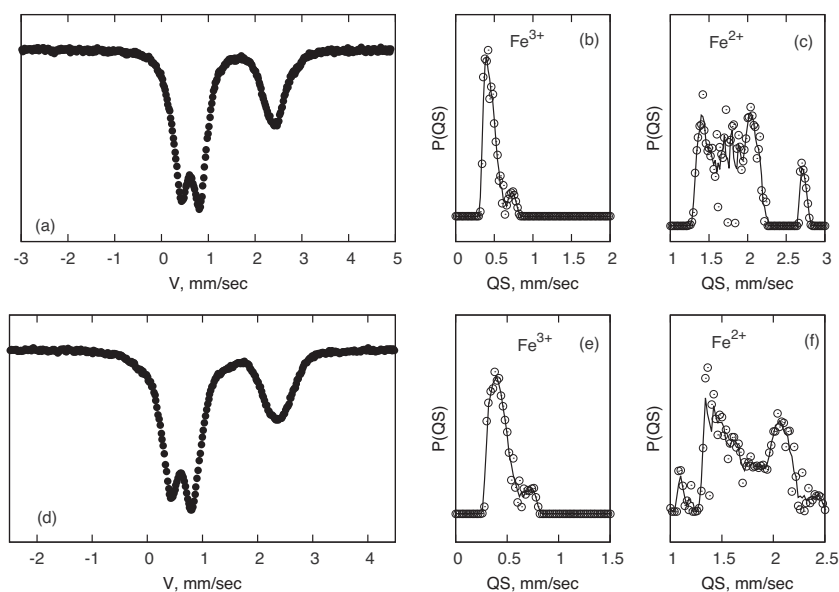 Fe3+
(b)
Fe2+
(c)
P(QS)
P(QS)
(a)
-3 -2 -1 0 1 2 3 4 5
0 0.5 1 1.5 2
1 1.5 2 2.5 3
V, mm/sec
QS, mm/sec
QS, mm/sec
Fe3+
(e)
Fe2+
(f)
P(QS)
P(QS)
(d)
-2 -1 0 1 2 3 4
0 0.5 1 1.5
1 1.5 2 2.5
V, mm/sec
QS, mm/sec
QS, mm/sec